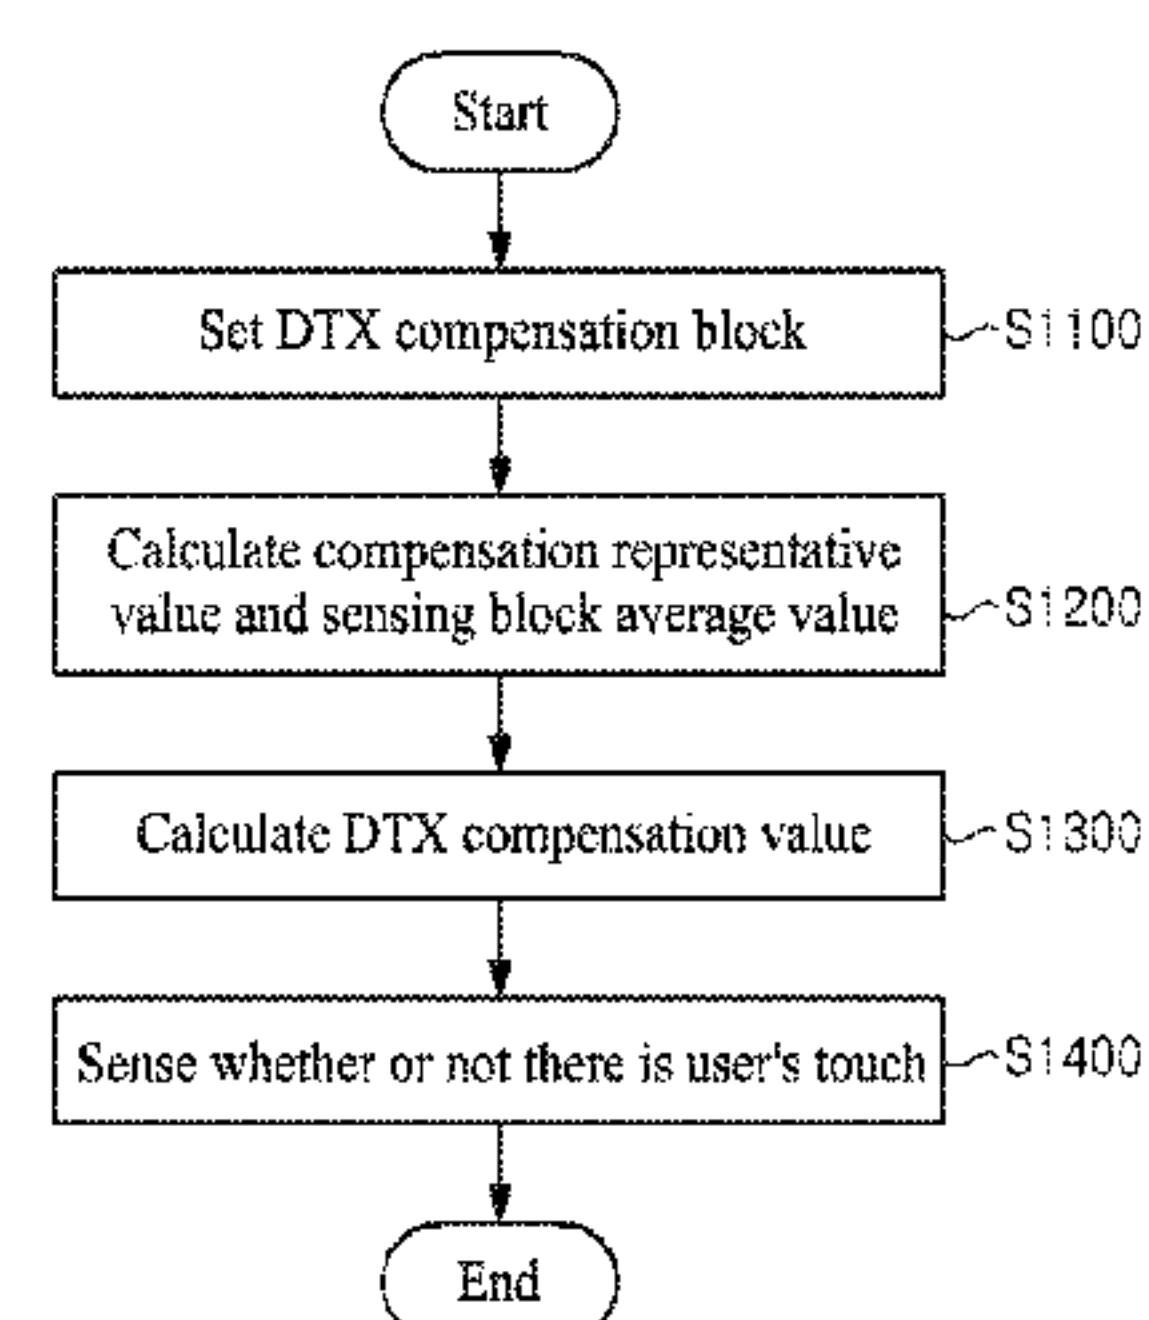 Start
Set DTX compensation block
S1100
Calculate compensation representative
value and sensing block average value
S1200
Calculate DTX compensation value
S1300
Sense whether or not there is user's touch
S1400
End